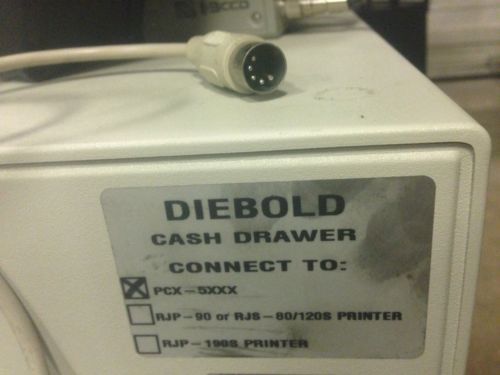 DIEBOLD
CASH DRAWER
CONNECT TO:
PCX-5XXX
RJP-90 or RJS-80/120S PRINTER
RJP-190S PRINTER